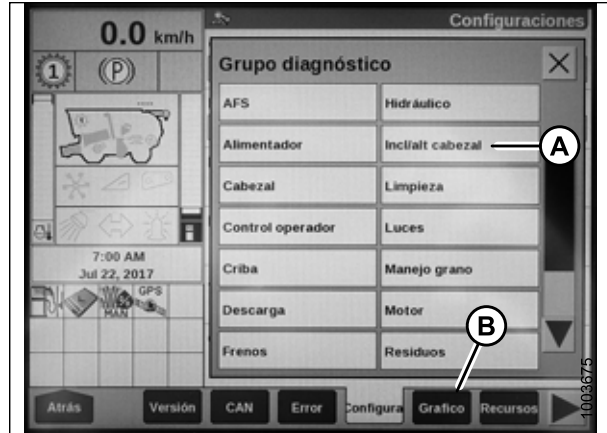 0.0 km/h
Configuraciones
1
(P)
Grupo diagnóstico
AFS
Hidráulico
Alimentador
Incl/alt cabezal
A
Cabezal
Limpieza
Control operador
Luces
Criba
Manejo grano
Descarga
Motor
B
Frenos
Residuos
7:00 AM
Jul 22, 2017
GPS
MAN
Atrás
Versión
CAN
Error
Configura
Grafico
Recursos
1003675